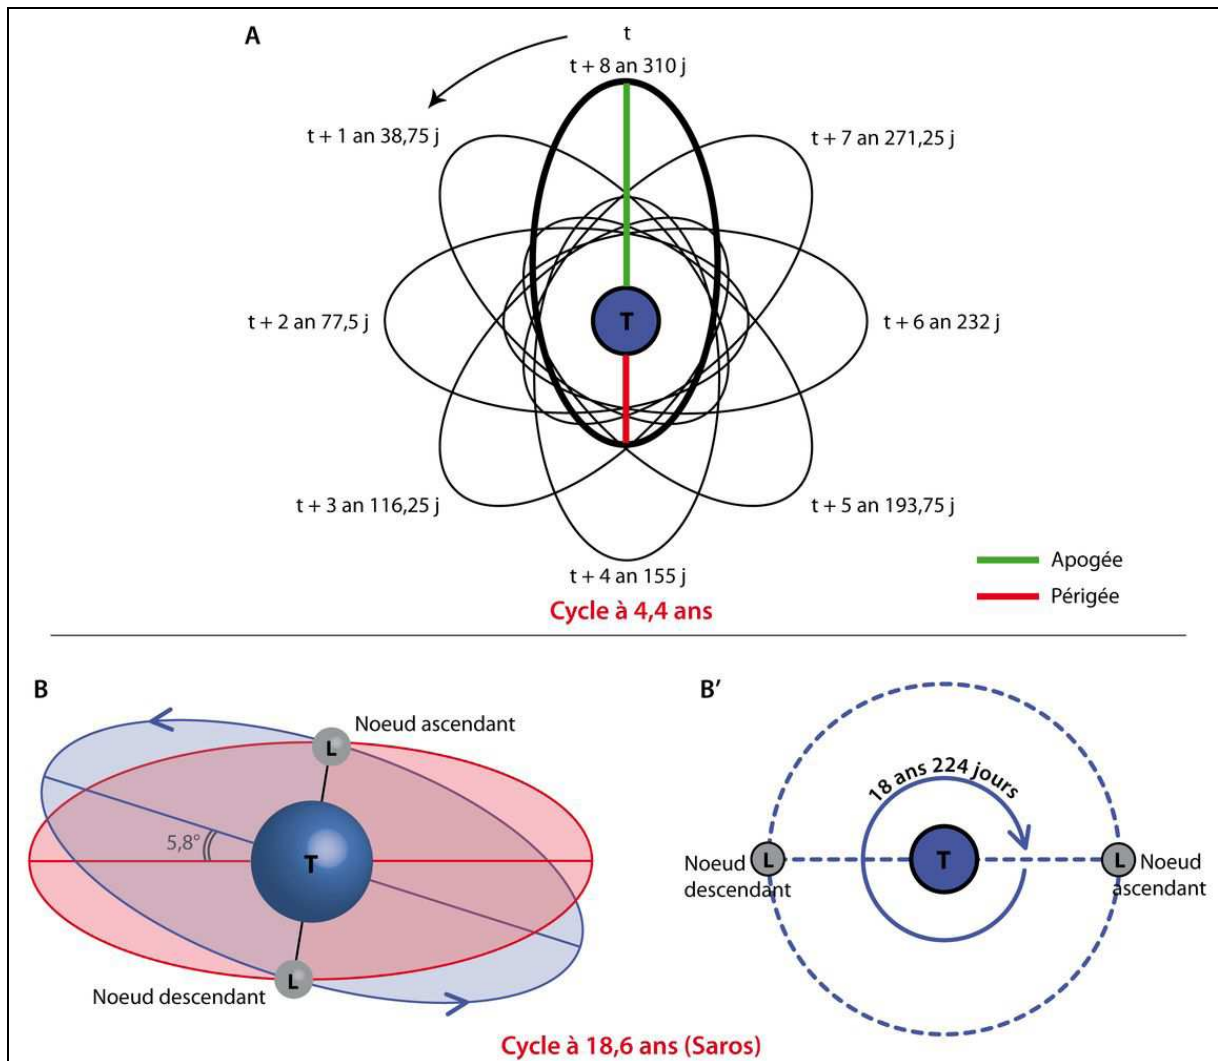 A
t
t + 8 an 310 j
t + 1 an 38,75 j
t + 7 an 271,25 j
t + 2 an 77,5 j
T
t + 6 an 232 j
t + 3 an 116,25 j
t + 5 an 193,75 j
t + 4 an 155 j
Apogée
Périgée
Cycle à 4,4 ans
B
Noeud ascendant
L
5,8°
T
L
Noeud descendant
B’
18 ans 224 jours
Noeud
descendant
L
T
L
Noeud
ascendant
Cycle à 18,6 ans (Saros)